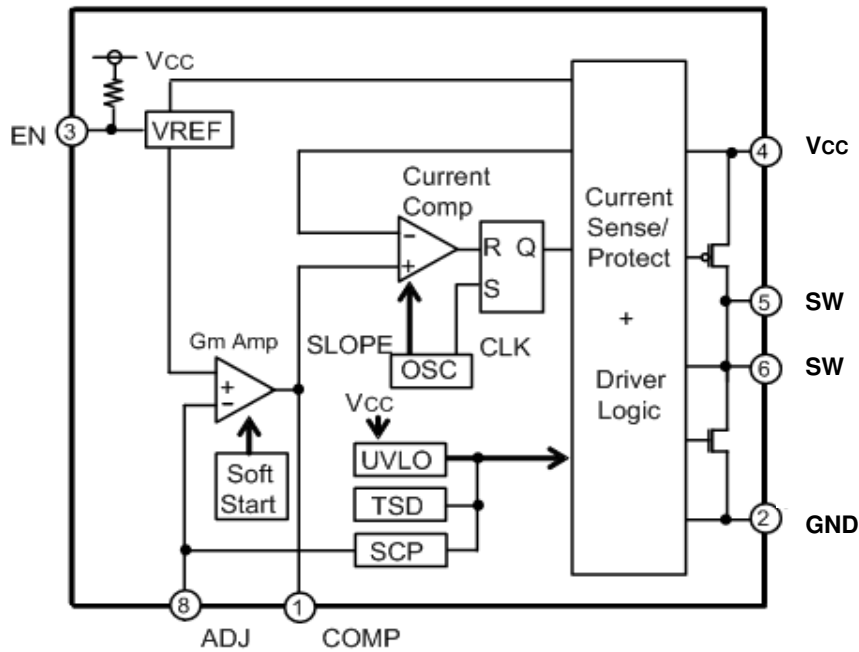 VCC
EN
3
VREF
4
VCC
Current
Comp
−
+
R Q
S
Current
Sense/
Protect
+
Driver
Logic
5
SW
6
SW
Gm Amp
+
−
SLOPE
OSC
CLK
VCC
UVLO
TSD
SCP
Soft
Start
2
GND
8
ADJ
1
COMP